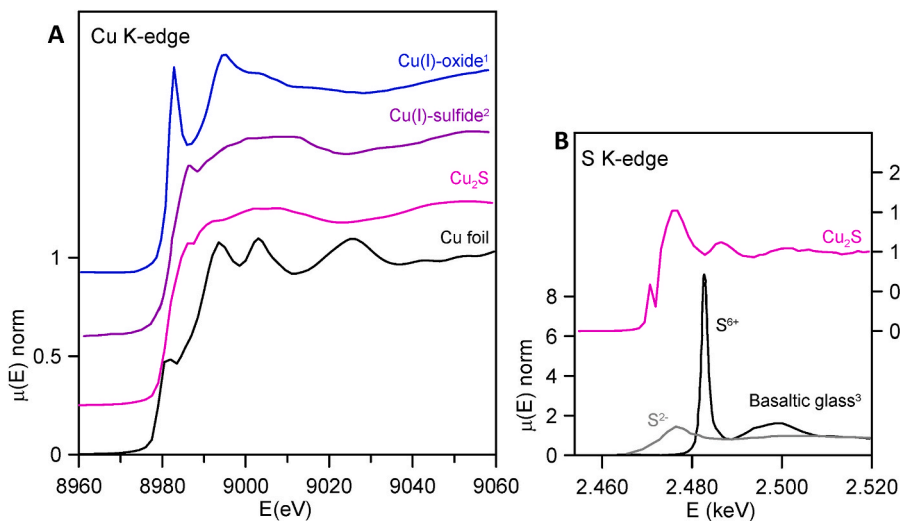 A
Cu K-edge
Cu(I)-oxide¹
Cu(I)-sulfide²
Cu₂S
Cu foil
1
0.5
0
μ(E) norm
8960 8980 9000 9020 9040 9060
E(eV)
B
S K-edge
2
1
1
0
0
Cu₂S
8
6
4
2
0
μ(E) norm
S⁶⁺
Basaltic glass³
S²⁻
2.460 2.480 2.500 2.520
E (keV)